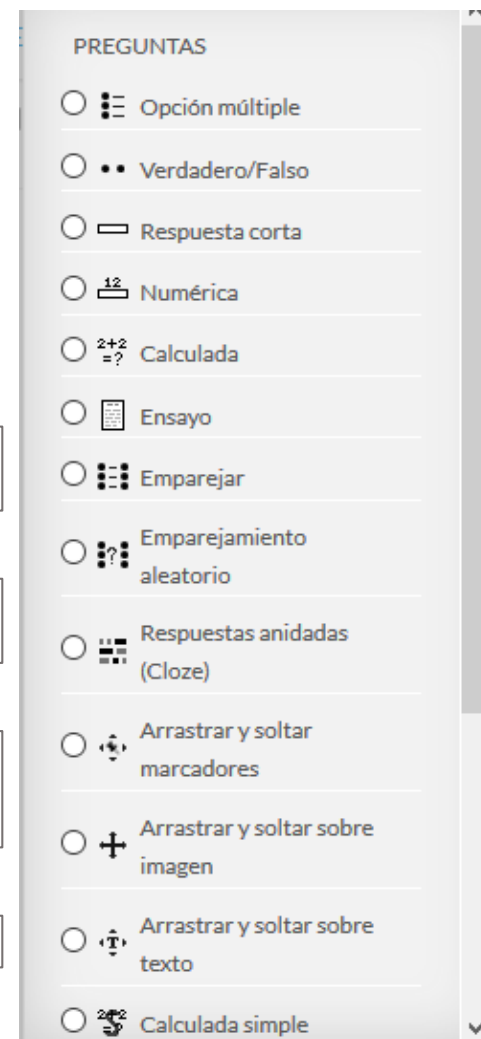 PREGUNTAS
Opción múltiple
Verdadero/Falso
Respuesta corta
12
Numérica
2+2
=?
Calculada
Ensayo
Emparejar
?
Emparejamiento
aleatorio
Respuestas anidadas
(Cloze)
Arrastrar y soltar
marcadores
Arrastrar y soltar sobre
imagen
T
Arrastrar y soltar sobre
texto
Calculada simple